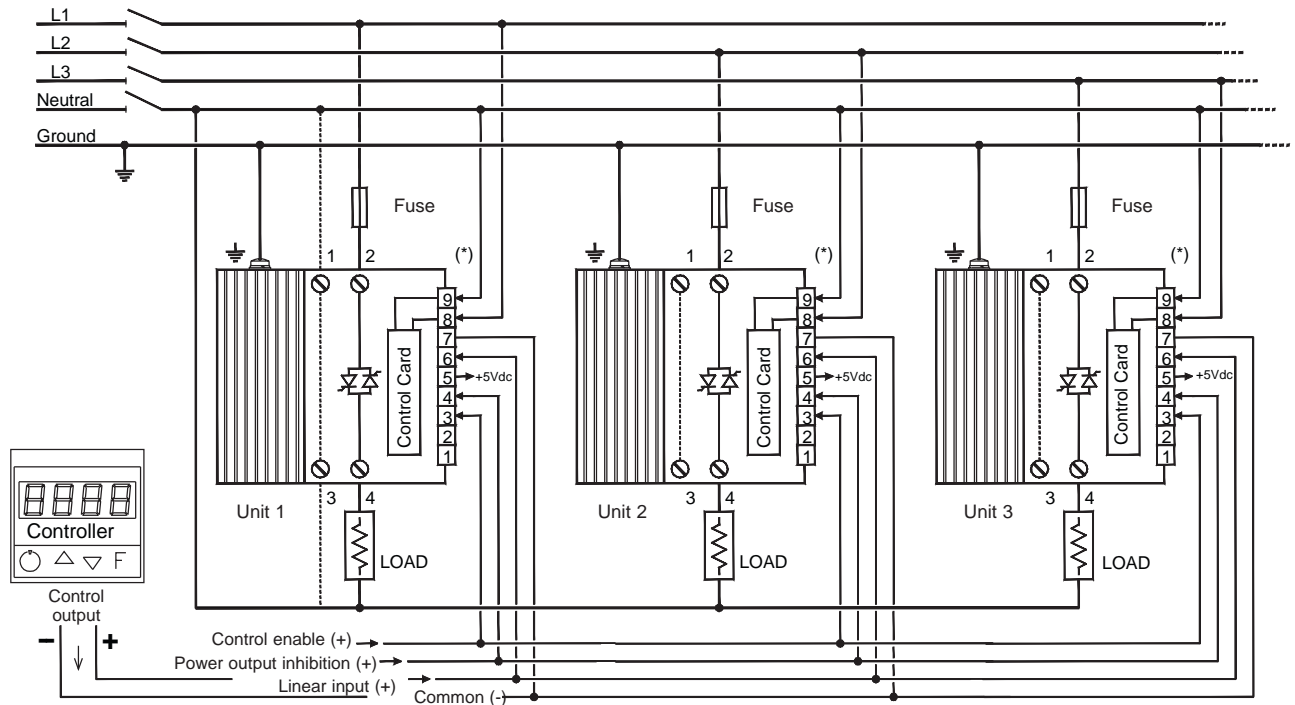 L1
L2
L3
Neutral
Ground
Fuse
Fuse
Fuse
1 2 (*)
1 2 (*)
1 2 (*)
9
8
7
6
5 +5Vdc
4
3
2
1
Control Card
9
8
7
6
5 +5Vdc
4
3
2
1
Control Card
9
8
7
6
5 +5Vdc
4
3
2
1
Control Card
3 4
3 4
3 4
Unit 1
Unit 2
Unit 3
LOAD
LOAD
LOAD
8888
Controller
F
Control
output
− +
Control enable (+)
Power output inhibition (+)
Linear input (+)
Common (-)